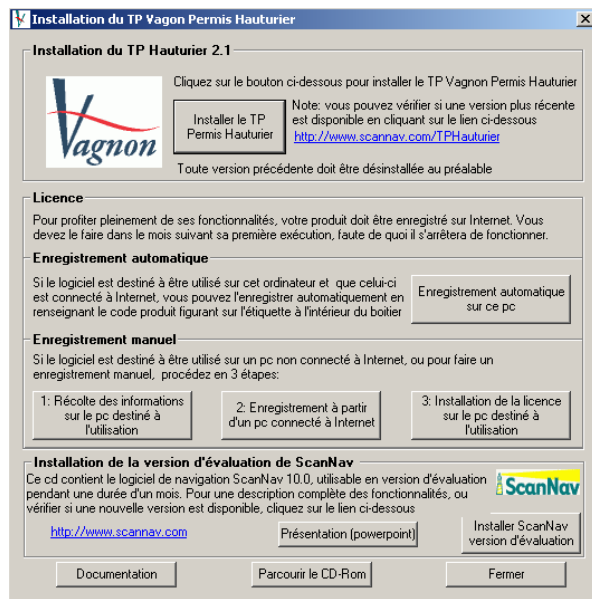 Installation du TP Vagon Permis Hauturier
Installation du TP Hauturier 2.1
Cliquez sur le bouton ci-dessous pour installer le TP Vagnon Permis Hauturier
Vagnon
Installer le TP
Permis Hauturier
Note: vous pouvez vérifier si une version plus récente
est disponible en cliquant sur le lien ci-dessous
http://www.scannav.com/TPHauturier
Toute version précédente doit être désinstallée au préalable
Licence
Pour profiter pleinement de ses fonctionnalités, votre produit doit être enregistré sur Internet. Vous
devez le faire dans le mois suivant sa première exécution, faute de quoi il s'arrêtera de fonctionner.
Enregistrement automatique
Si le logiciel est destiné à être utilisé sur cet ordinateur et que celui-ci
est connecté à Internet, vous pouvez l'enregistrer automatiquement en
renseignant le code produit figurant sur l'étiquette à l'intérieur du boitier
Enregistrement automatique
sur ce pc
Enregistrement manuel
Si le logiciel est destiné à être utilisé sur un pc non connecté à Internet, ou pour faire un
enregistrement manuel, procédez en 3 étapes:
1: Récolte des informations
sur le pc destiné à
l'utilisation
2: Enregistrement à partir
d'un pc connecté à Internet
3: Installation de la licence
sur le pc destiné à
l'utilisation
Installation de la version d'évaluation de ScanNav
Ce cd contient le logiciel de navigation ScanNav 10.0, utilisable en version d'évaluation
pendant une durée d'un mois. Pour une description complète des fonctionnalités, ou
vérifier si une nouvelle version est disponible, cliquez sur le lien ci-dessous
ScanNav
http://www.scannav.com
Présentation (powerpoint)
Installer ScanNav
version d'évaluation
Documentation
Parcourir le CD-Rom
Fermer